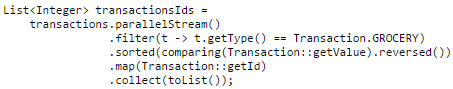 List<Integer> transactionsIds =
    transactions.parallelStream()
                .filter(t -> t.getType() == Transaction.GROCERY)
                .sorted(comparing(Transaction::getValue).reversed())
                .map(Transaction::getId)
                .collect(toList());